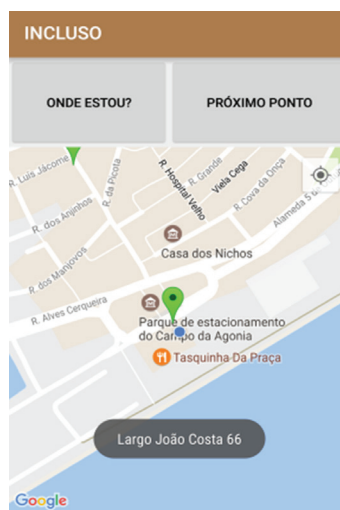 INCLUSO
ONDE ESTOU?
PRÓXIMO PONTO
R. Luis Jácome
R. da Picota
R. Hospital Velho
R. Grande
Viela Cega
R. Cova da Onça
Alameda 5 d
R. dos Anjinhos
Casa dos Nichos
R. dos Manjovos
R. Alves Cerqueira
Parque de estacionamento
do Campo da Agonia
Tasquinha Da Praça
Largo João Costa 66
Google